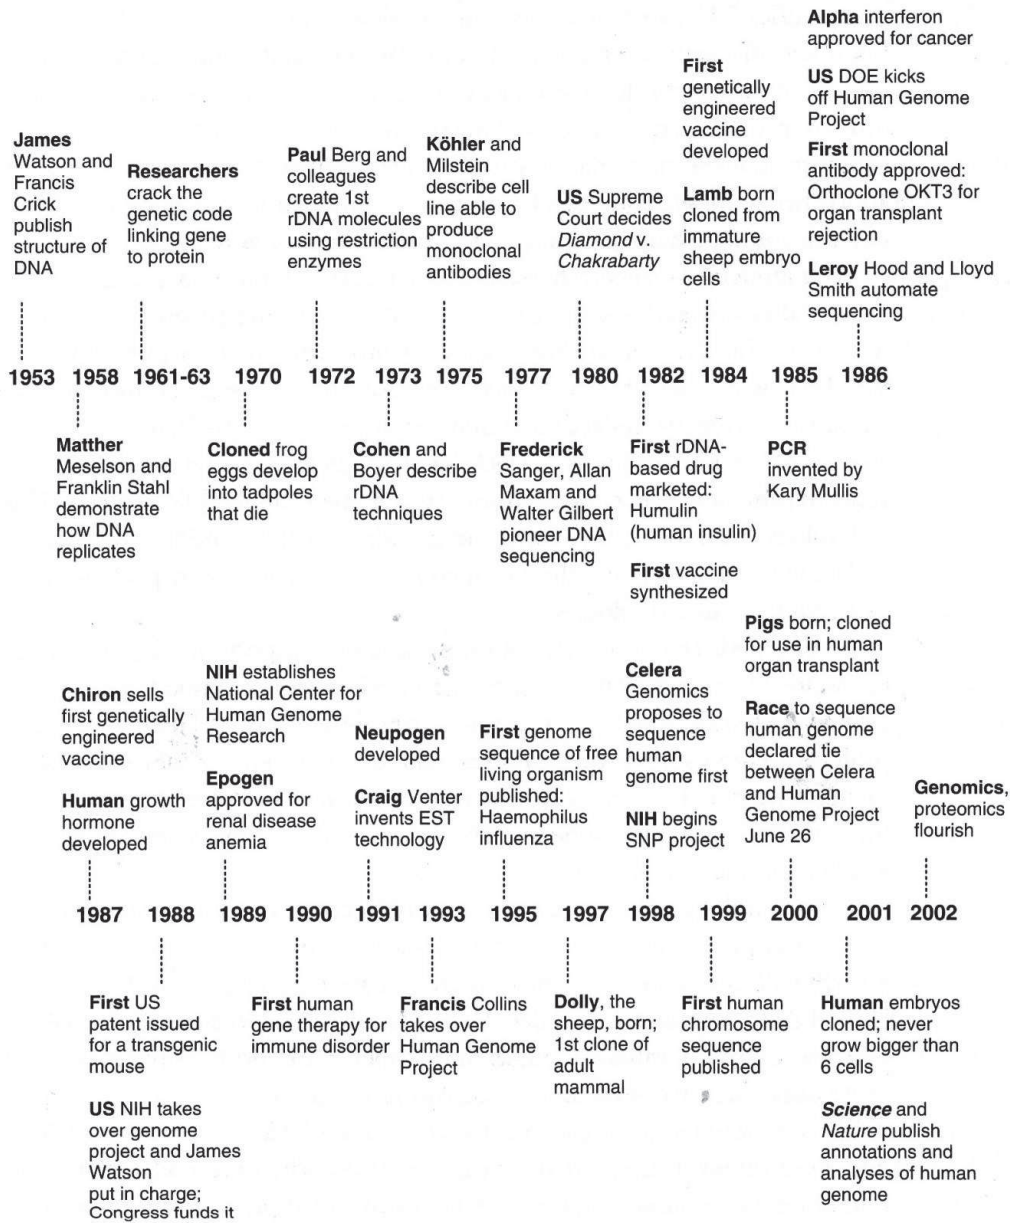 Alpha interferon
approved for cancer
US DOE kicks
off Human Genome
Project
First monoclonal
antibody approved:
Orthoclone OKT3 for
organ transplant
rejection
Leroy Hood and Lloyd
Smith automate
sequencing
First
genetically
engineered
vaccine
developed
Lamb born
cloned from
immature
sheep embryo
cells
James
Watson and
Francis
Crick
publish
structure of
DNA
Researchers
crack the
genetic code
linking gene
to protein
Paul Berg and
colleagues
create 1st
rDNA molecules
using restriction
enzymes
Köhler and
Milstein
describe cell
line able to
produce
monoclonal
antibodies
US Supreme
Court decides
Diamond v.
Chakrabarty
1953 1958 1961-63 1970 1972 1973 1975 1977 1980 1982 1984 1985 1986
Matther
Meselson and
Franklin Stahl
demonstrate
how DNA
replicates
Cloned frog
eggs develop
into tadpoles
that die
Cohen and
Boyer describe
rDNA
techniques
Frederick
Sanger, Allan
Maxam and
Walter Gilbert
pioneer DNA
sequencing
First rDNA-
based drug
marketed:
Humulin
(human insulin)
First vaccine
synthesized
PCR
invented by
Kary Mullis
Chiron sells
first genetically
engineered
vaccine
Human growth
hormone
developed
NIH establishes
National Center for
Human Genome
Research
Epogen
approved for
renal disease
anemia
Neupogen
developed
Craig Venter
invents EST
technology
First genome
sequence of free
living organism
published:
Haemophilus
influenza
Celera
Genomics
proposes to
sequence
human
genome first
NIH begins
SNP project
Pigs born; cloned
for use in human
organ transplant
Race to sequence
human genome
declared tie
between Celera
and Human
Genome Project
June 26
Genomics,
proteomics
flourish
1987 1988 1989 1990 1991 1993 1995 1997 1998 1999 2000 2001 2002
First US
patent issued
for a transgenic
mouse
US NIH takes
over genome
project and James
Watson
put in charge;
Congress funds it
First human
gene therapy for
immune disorder
Francis Collins
takes over
Human Genome
Project
Dolly, the
sheep, born;
1st clone of
adult
mammal
First human
chromosome
sequence
published
Human embryos
cloned; never
grow bigger than
6 cells
Science and
Nature publish
annotations and
analyses of human
genome